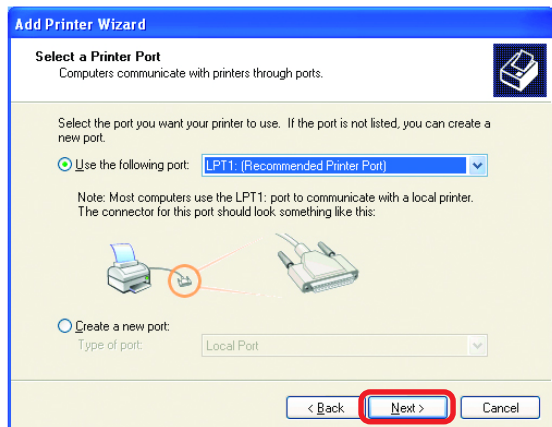 Add Printer Wizard
Select a Printer Port
Computers communicate with printers through ports.
Select the port you want your printer to use. If the port is not listed, you can create a
new port.
Use the following port: LPT1: (Recommended Printer Port)
Note: Most computers use the LPT1: port to communicate with a local printer.
The connector for this port should look something like this:
Create a new port:
Type of port: Local Port
< Back Next > Cancel